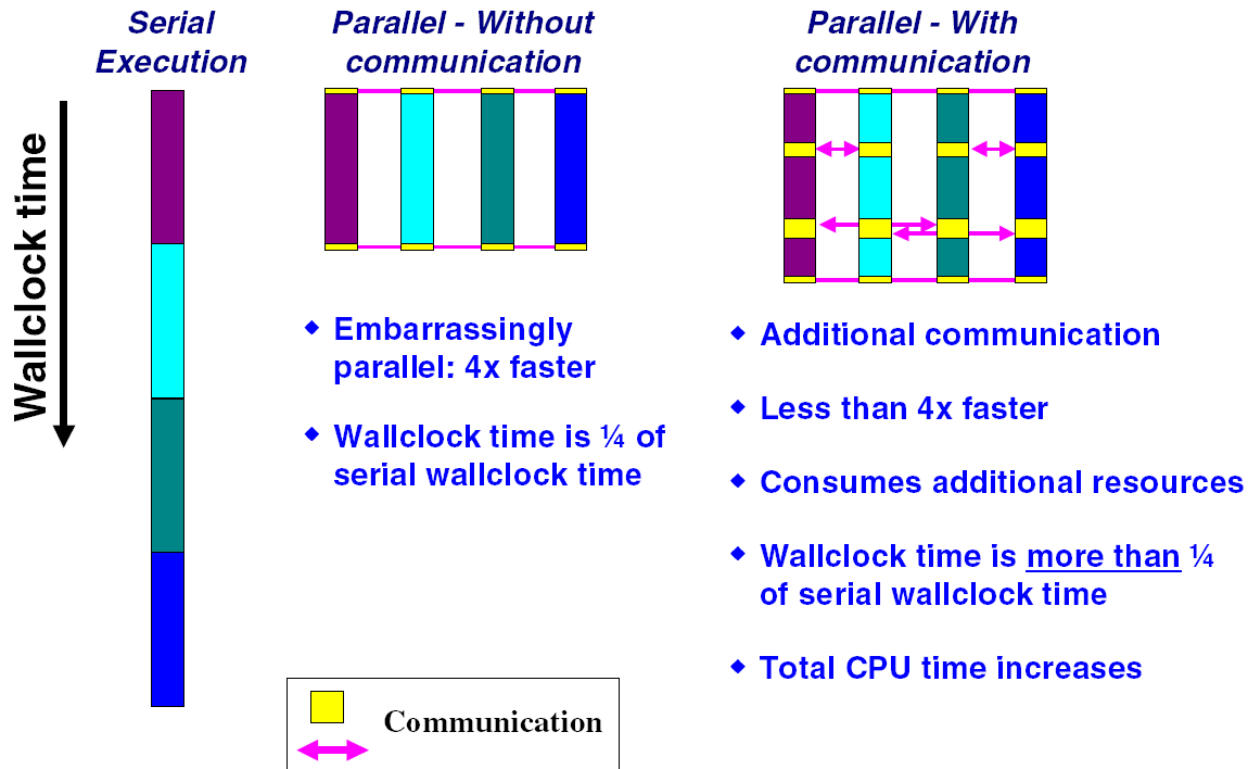 Serial
Execution
Parallel - Without
communication
Parallel - With
communication
Wallclock time
◆ Embarrassingly
parallel: 4x faster
◆ Wallclock time is ¼ of
serial wallclock time
◆ Additional communication
◆ Less than 4x faster
◆ Consumes additional resources
◆ Wallclock time is more than ¼
of serial wallclock time
◆ Total CPU time increases
Communication